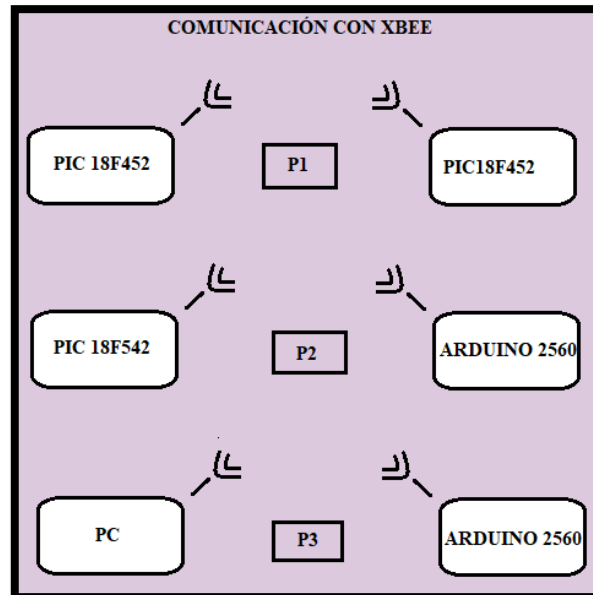 COMUNICACIÓN CON XBEE
PIC 18F452
P1
PIC18F452
PIC 18F542
P2
ARDUINO 2560
PC
P3
ARDUINO 2560